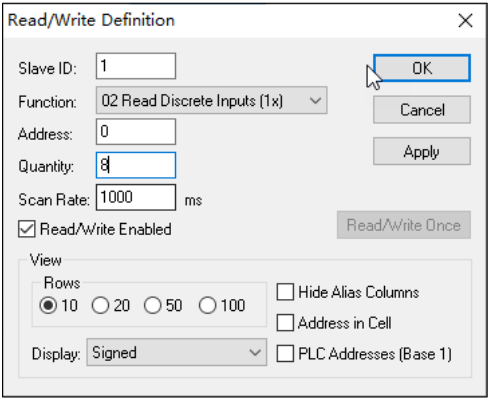 Read/Write Definition
Slave ID: 1
OK
Function: 02 Read Discrete Inputs (1x)
Cancel
Address: 0
Apply
Quantity: 8
Scan Rate: 1000 ms
Read/Write Enabled
Read/Write Once
View
Rows
10 20 50 100
Hide Alias Columns
Address in Cell
Display: Signed
PLC Addresses (Base 1)